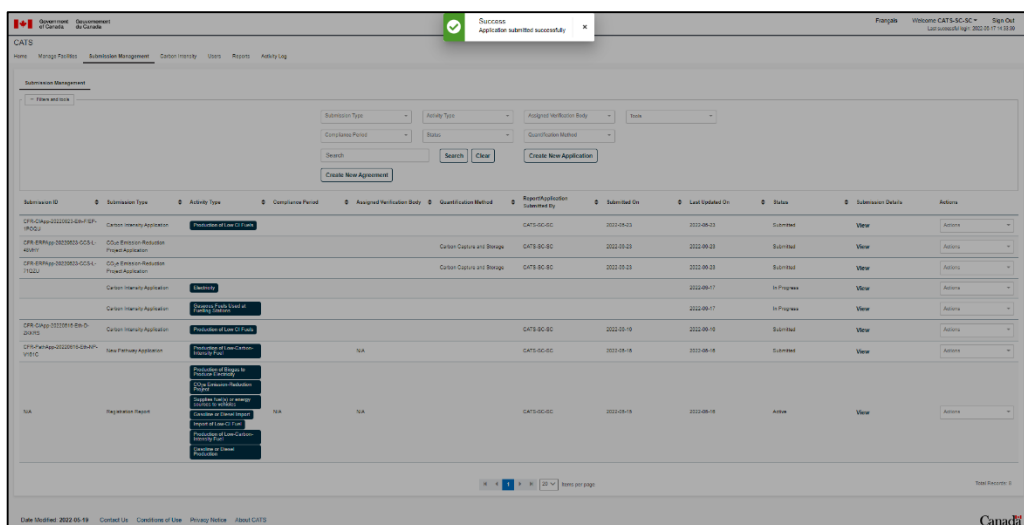 Government of Canada
Gouvernement du Canada
Success
Application submitted successfully
×
Français
Welcome CATS-SC-SC
Sign Out
CATS
Home Manage Facilities Submission Management Carbon Intensity Users Reports Activity Log
Submission Management
Filters and tools
Submission Type Activity Type Assigned Verification Body Tools
Compliance Period Status Quantification Method
Search Search Clear Create New Application
Create New Agreement
Submission ID Submission Type Activity Type Compliance Period Assigned Verification Body Quantification Method Report/Application Submitted By Submitted On Last Updated On Status Submission Details Actions
Carbon Intensity Application Production of Low CI Fuels CATS-SC-SC Submitted View Actions
CO₂e Emission Reduction Project Application Carbon Capture and Storage CATS-SC-SC Submitted View Actions
CO₂e Emission Reduction Project Application Carbon Capture and Storage CATS-SC-SC Submitted View Actions
Carbon Intensity Application Electricity In Progress View Actions
Carbon Intensity Application Gaseous Fuels Used at Fuelling Stations In Progress View Actions
Carbon Intensity Application Production of Low CI Fuels CATS-SC-SC Submitted View Actions
New Pathway Application Production of Low-Carbon-Intensity Fuel N/A CATS-SC-SC Submitted View Actions
N/A Registration Report
Production of Biogas to Produce Electricity
CO₂e Emission-Reduction Project
Supplies fuel(s) or energy sources to vehicles
Gasoline or Diesel Import
Import of Low CI Fuel
Production of Low-Carbon-Intensity Fuel
Gasoline or Diesel Production
N/A N/A CATS-SC-SC Active View Actions
1 20 items per page
Total Records: 8
Date Modified 2022-05-19 Contact Us Conditions of Use Privacy Notice About CATS
Canada